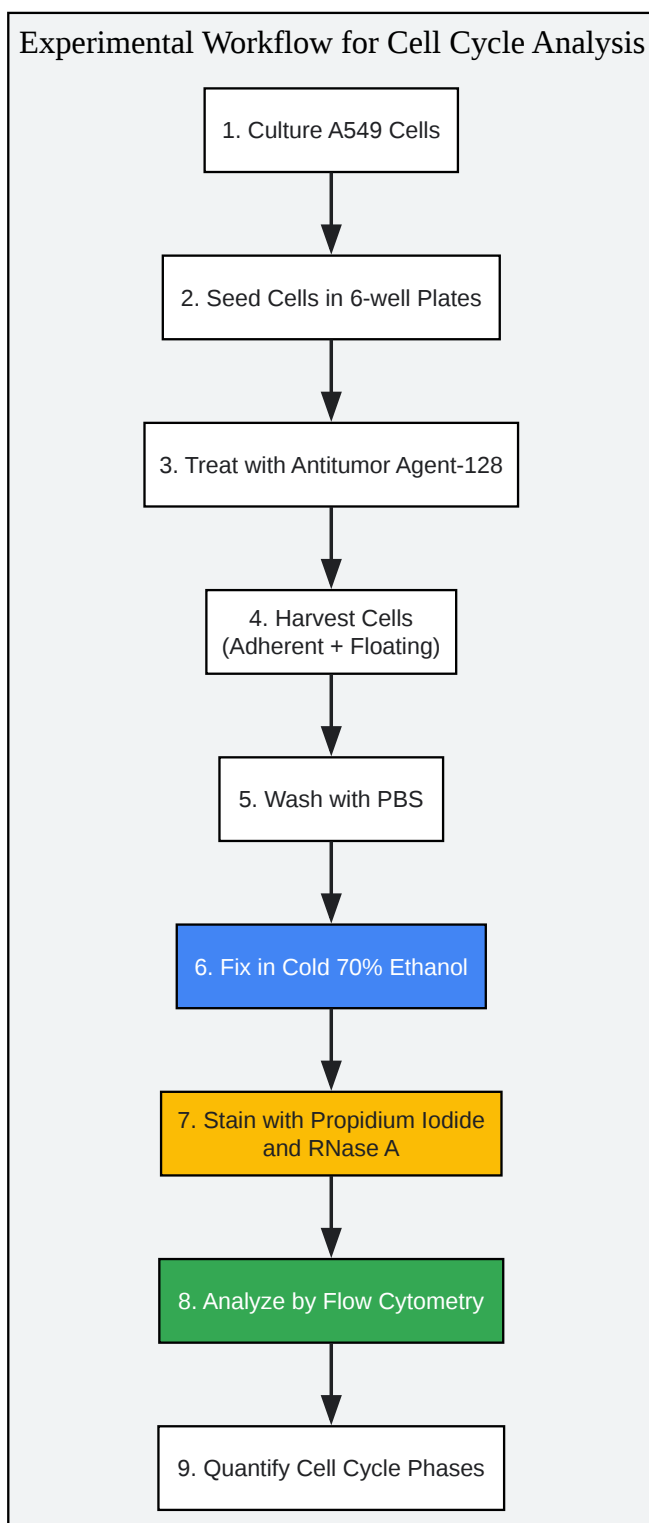 Experimental Workflow for Cell Cycle Analysis
1. Culture A549 Cells
2. Seed Cells in 6-well Plates
3. Treat with Antitumor Agent-128
4. Harvest Cells
(Adherent + Floating)
5. Wash with PBS
6. Fix in Cold 70% Ethanol
7. Stain with Propidium Iodide
and RNase A
8. Analyze by Flow Cytometry
9. Quantify Cell Cycle Phases